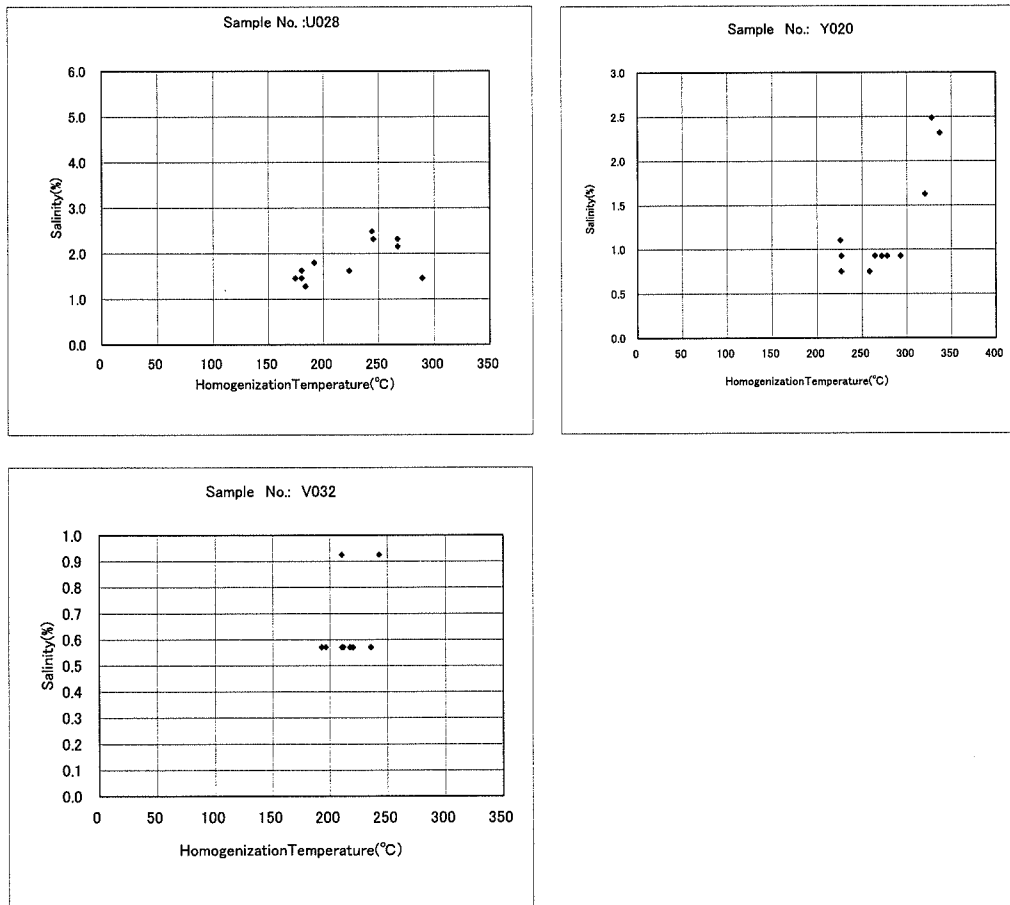 Sample No. :U028
6.0
5.0
4.0
3.0
2.0
1.0
0.0
Salinity(%)
0 50 100 150 200 250 300 350
HomogenizationTemperature(°C)
Sample No.: Y020
3.0
2.5
2.0
1.5
1.0
0.5
0.0
Salinity(%)
0 50 100 150 200 250 300 350 400
HomogenizationTemperature(°C)
Sample No.: V032
1.0
0.9
0.8
0.7
0.6
0.5
0.4
0.3
0.2
0.1
0.0
Salinity(%)
0 50 100 150 200 250 300 350
HomogenizationTemperature(°C)